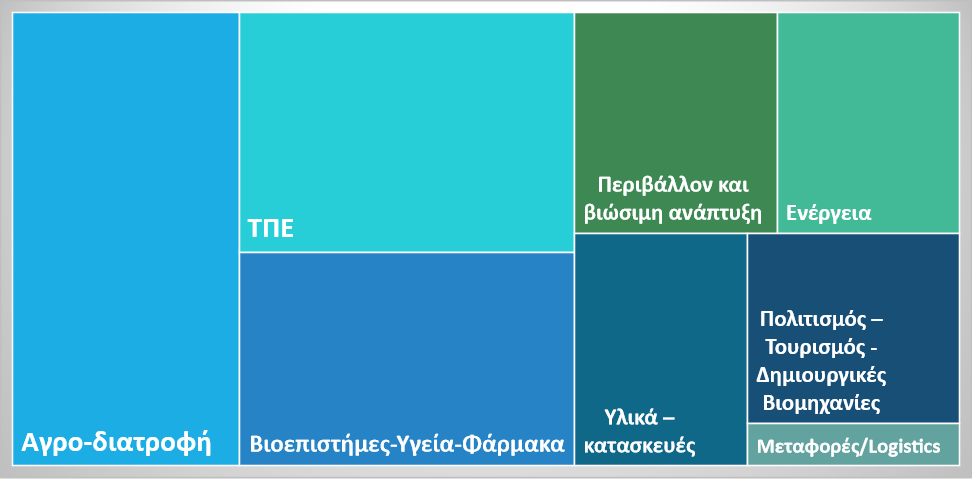 Αγρο-διατροφή
ΤΠΕ
Βιοεπιστήμες-Υγεία-Φάρμακα
Περιβάλλον και
βιώσιμη ανάπτυξη
Ενέργεια
Υλικά –
κατασκευές
Πολιτισμός –
Τουρισμός -
Δημιουργικές
Βιομηχανίες
Μεταφορές/Logistics